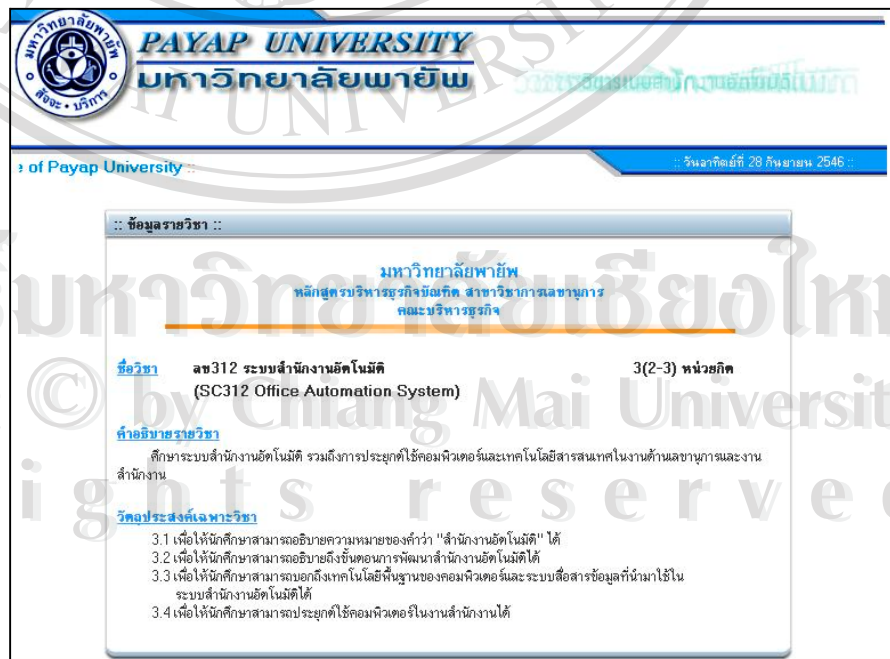 มหาวิทยาลัยพายัพ
สัจจะ • บริการ
PAYAP UNIVERSITY
มหาวิทยาลัยพายัพ
of Payap University ::
:: วันอาทิตย์ที่ 28 กันยายน 2546 ::
:: ข้อมูลรายวิชา ::
มหาวิทยาลัยพายัพ
หลักสูตรบริหารธุรกิจบัณฑิต สาขาวิชาการเลขานุการ
คณะบริหารธุรกิจ
ชื่อวิชา ลข312 ระบบสำนักงานอัตโนมัติ 3(2-3) หน่วยกิต
(SC312 Office Automation System)
คำอธิบายรายวิชา
ศึกษาระบบสำนักงานอัตโนมัติ รวมถึงการประยุกต์ใช้คอมพิวเตอร์และเทคโนโลยีสารสนเทศในงานด้านเลขานุการและงาน
สำนักงาน
วัตถุประสงค์เฉพาะวิชา
3.1 เพื่อให้นักศึกษาสามารถอธิบายความหมายของคำว่า "สำนักงานอัตโนมัติ" ได้
3.2 เพื่อให้นักศึกษาสามารถอธิบายถึงขั้นตอนการพัฒนาสำนักงานอัตโนมัติได้
3.3 เพื่อให้นักศึกษาสามารถบอกถึงเทคโนโลยีพื้นฐานของคอมพิวเตอร์และระบบสื่อสารข้อมูลที่นำมาใช้ใน
ระบบสำนักงานอัตโนมัติได้
3.4 เพื่อให้นักศึกษาสามารถประยุกต์ใช้คอมพิวเตอร์ในงานสำนักงานได้
มหาวิทยาลัยเชียงใหม่
© by Chiang Mai Universit
ights reserve